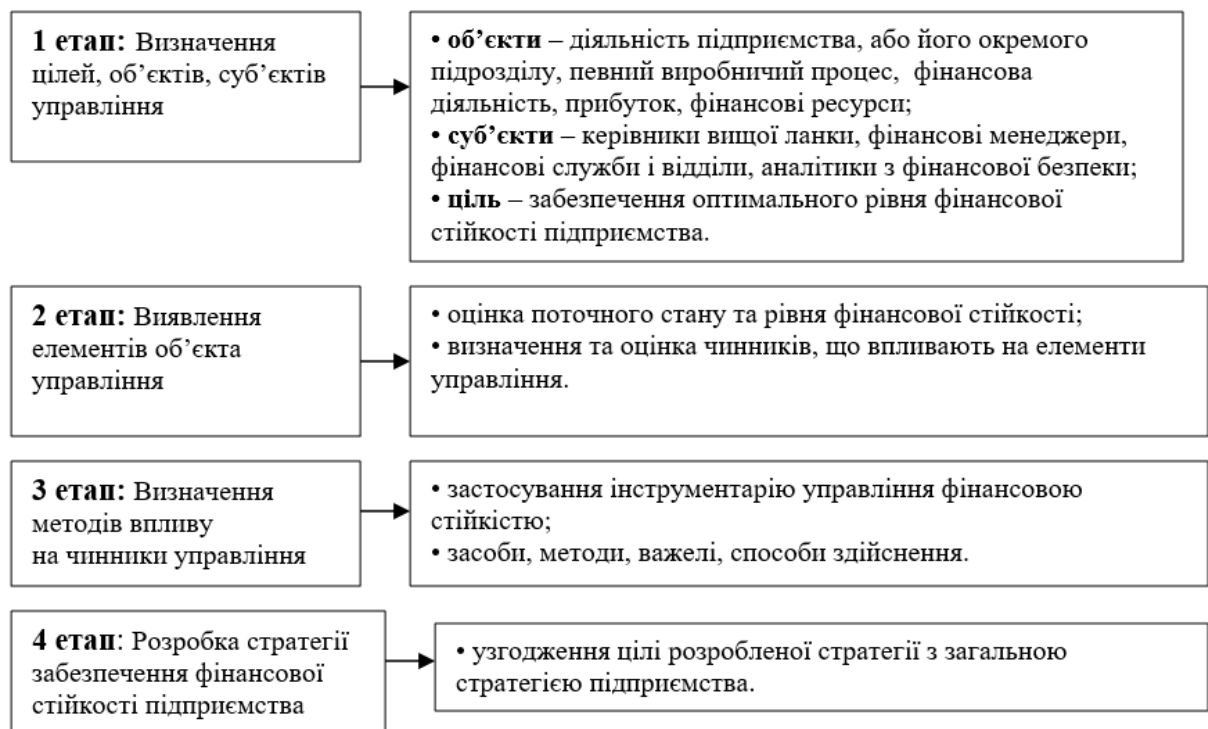 1 етап: Визначення
цілей, об’єктів, суб’єктів
управління
• об’єкти – діяльність підприємства, або його окремого
підрозділу, певний виробничий процес, фінансова
діяльність, прибуток, фінансові ресурси;
• суб’єкти – керівники вищої ланки, фінансові менеджери,
фінансові служби і відділи, аналітики з фінансової безпеки;
• ціль – забезпечення оптимального рівня фінансової
стійкості підприємства.
2 етап: Виявлення
елементів об’єкта
управління
• оцінка поточного стану та рівня фінансової стійкості;
• визначення та оцінка чинників, що впливають на елементи
управління.
3 етап: Визначення
методів впливу
на чинники управління
• застосування інструментарію управління фінансовою
стійкістю;
• засоби, методи, важелі, способи здійснення.
4 етап: Розробка стратегії
забезпечення фінансової
стійкості підприємства
• узгодження цілі розробленої стратегії з загальною
стратегією підприємства.